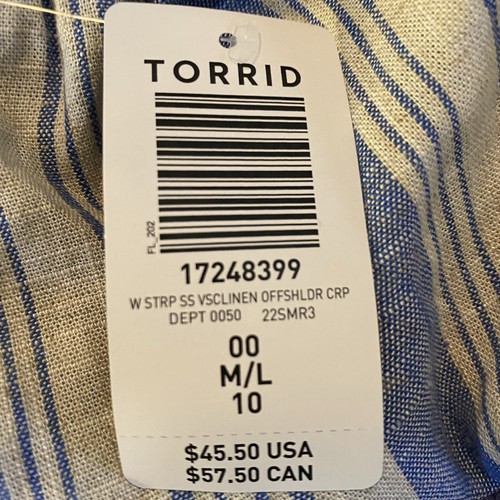 TORRID
FL_202
17248399
W STRP SS VSCLINEN OFFSHLDR CRP
DEPT 0050 22SMR3
00
M/L
10
$45.50 USA
$57.50 CAN